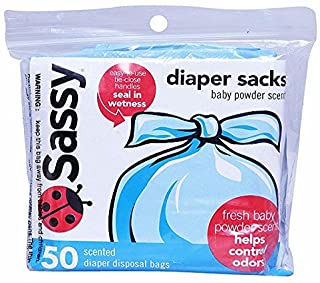 diaper sacks
baby powder scent
easy-to-use
tie-close
handles
seal in
wetness
Sassy
WARNING: keep this bag away from
fresh baby
powder scent
helps
control
odors
50
scented
diaper disposal bags